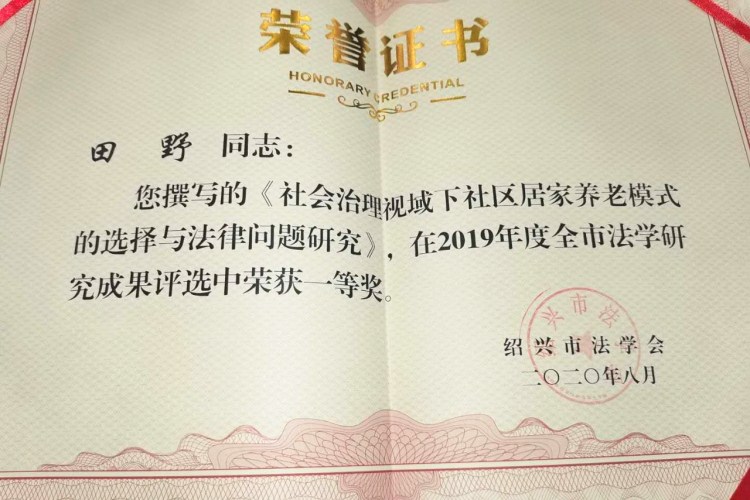 荣誉证书
HONORARY CREDENTIAL
田 野 同志：
您撰写的《社会治理视域下社区居家养老模式
的选择与法律问题研究》，在2019年度全市法学研
究成果评选中荣获一等奖。
绍兴市法学会
二〇二〇年八月
兴市法